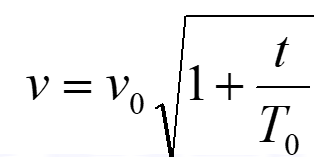 v = v₀ √(1 + t/T₀)